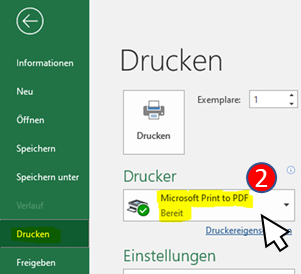 Informationen
Neu
Öffnen
Speichern
Speichern unter
Verlauf
Drucken
Freigeben
Drucken
Drucken
Exemplare: 1
Drucker
2
Microsoft Print to PDF
Bereit
Einstellungen